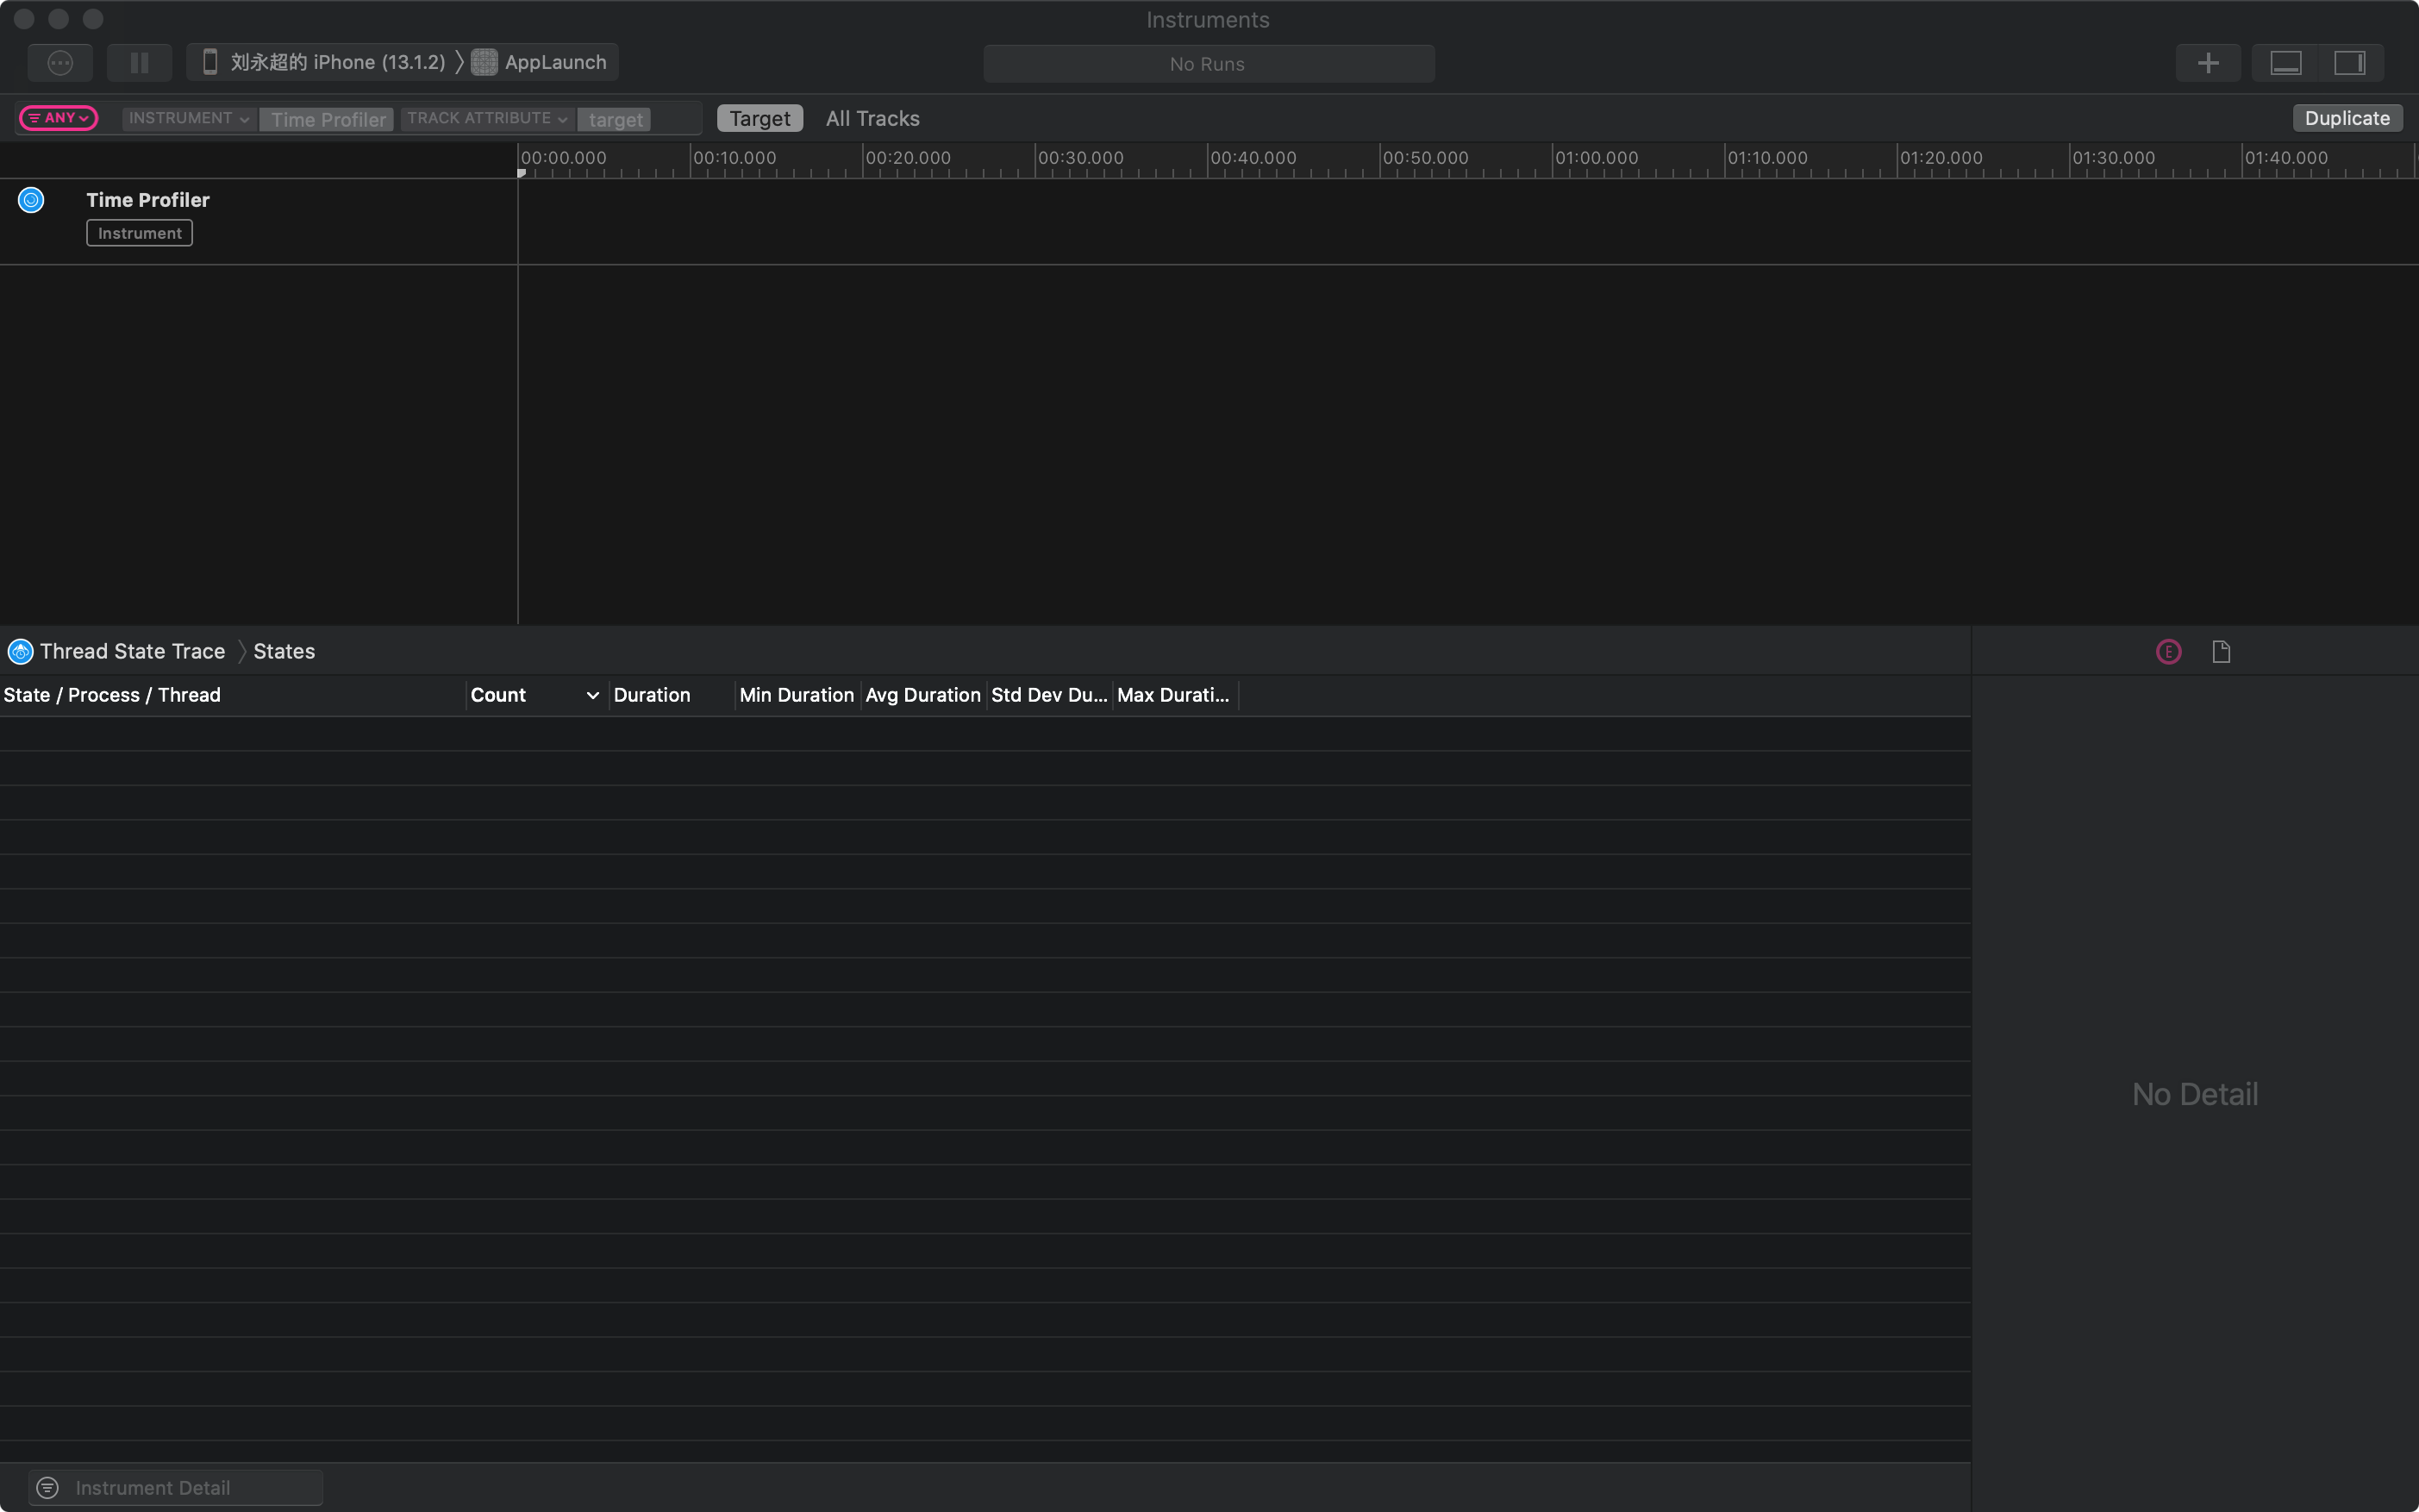 Instruments
刘永超的 iPhone (13.1.2) 〉 AppLaunch
No Runs
ANY INSTRUMENT Time Profiler TRACK ATTRIBUTE target Target All Tracks Duplicate
00:00.000 00:10.000 00:20.000 00:30.000 00:40.000 00:50.000 01:00.000 01:10.000 01:20.000 01:30.000 01:40.000
Time Profiler
Instrument
Thread State Trace 〉 States
E
State / Process / Thread Count Duration Min Duration Avg Duration Std Dev Du... Max Durati...
No Detail
Instrument Detail